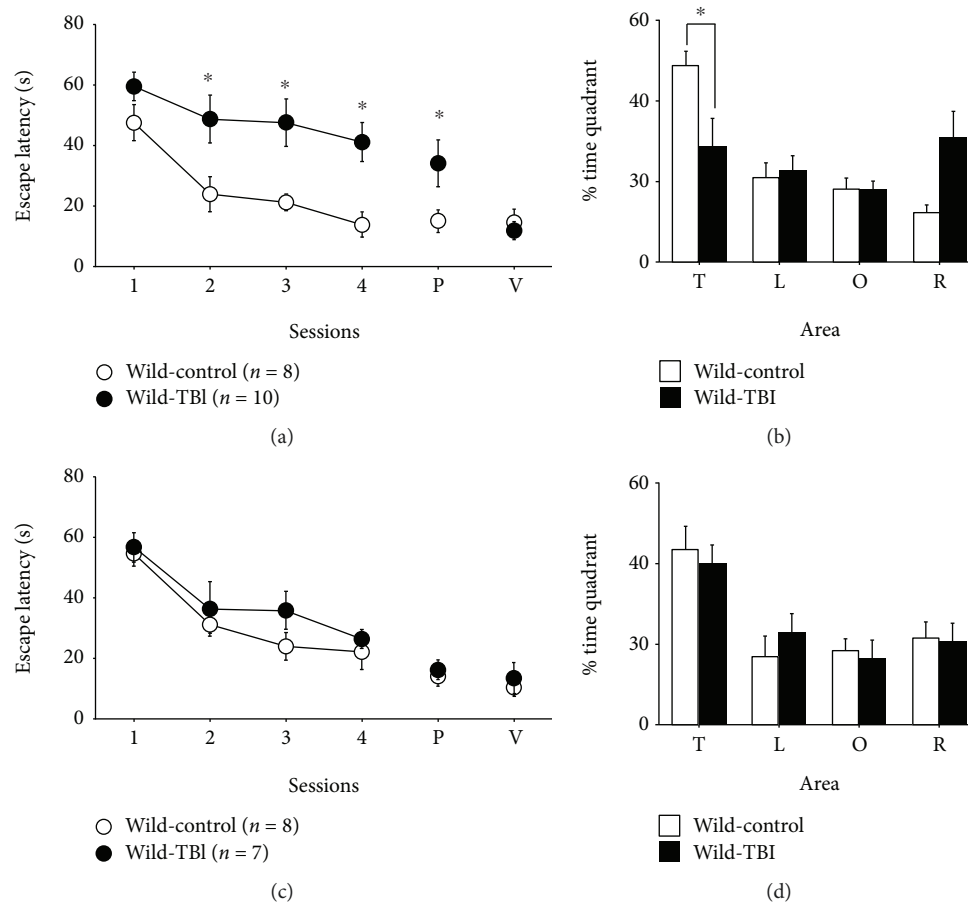 80
60
40
20
0
Escape latency (s)
* * * *
1 2 3 4 P V
Sessions
Wild-control (n = 8)
Wild-TBl (n = 10)
(a)
60
40
30
0
% time quadrant
*
T L O R
Area
Wild-control
Wild-TBI
(b)
80
60
40
20
0
Escape latency (s)
1 2 3 4 P V
Sessions
Wild-control (n = 8)
Wild-TBl (n = 7)
(c)
60
40
30
0
% time quadrant
T L O R
Area
Wild-control
Wild-TBI
(d)